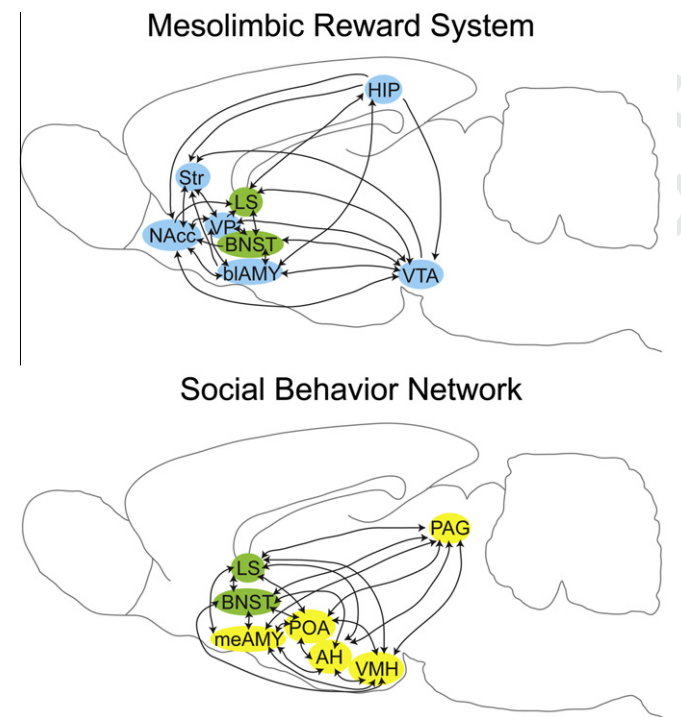 Mesolimbic Reward System
HIP
Str
LS
NAcc
VP
BNST
blAMY
VTA
Social Behavior Network
PAG
LS
BNST
meAMY
POA
AH
VMH